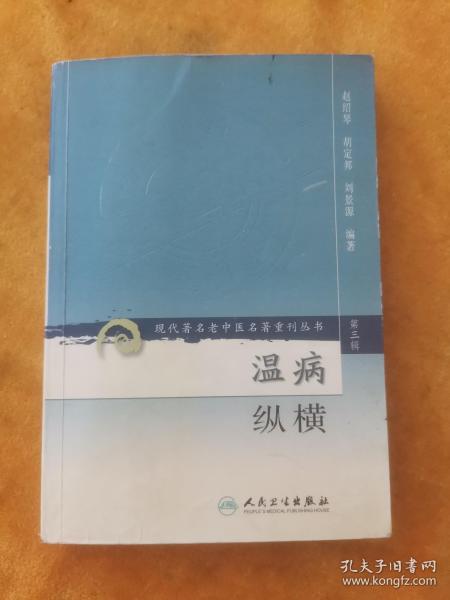 赵绍琴 胡定邦 刘景源 编著
现代著名老中医名著重刊丛书
第三辑
温病
纵横
人民卫生出版社
PEOPLE'S MEDICAL PUBLISHING HOUSE
孔夫子旧书网
www.kongfz.com